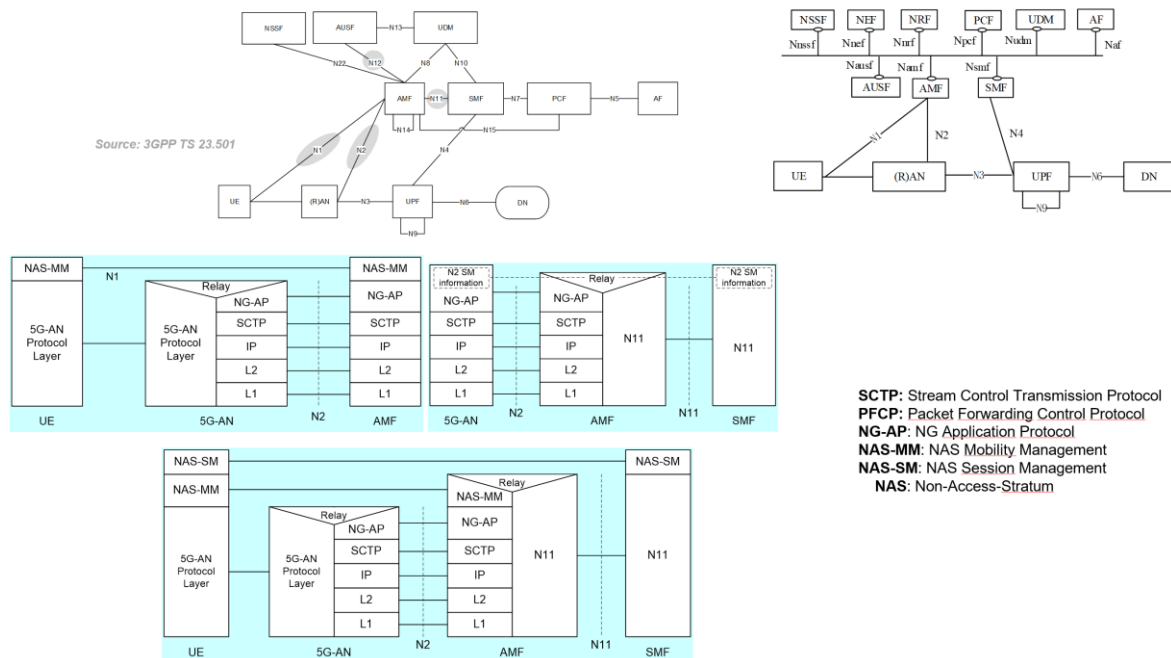 NSSF
AUSF
N13
UDM
N22
N12
N8
N10
AMF
N11
SMF
N7
PCF
N5
AF
N14
N15
Source: 3GPP TS 23.501
N1
N2
N4
UE
(R)AN
N3
UPF
N6
DN
N9
NSSF
NEF
NRF
PCF
UDM
AF
Nnssf
Nnef
Nnrf
Npcf
Nudm
Naf
Nausf
Namf
Nsmf
AUSF
AMF
SMF
N1
N2
N4
UE
(R)AN
N3
UPF
N6
DN
N9
NAS-MM
N1
NAS-MM
Relay
5G-AN
Protocol
Layer
5G-AN
Protocol
Layer
NG-AP
SCTP
IP
L2
L1
NG-AP
SCTP
IP
L2
L1
UE
5G-AN
N2
AMF
N2 SM
information
Relay
N2 SM
information
NG-AP
SCTP
IP
L2
L1
NG-AP
SCTP
IP
L2
L1
N11
N11
5G-AN
N2
AMF
N11
SMF
SCTP: Stream Control Transmission Protocol
PFCP: Packet Forwarding Control Protocol
NG-AP: NG Application Protocol
NAS-MM: NAS Mobility Management
NAS-SM: NAS Session Management
NAS: Non-Access-Stratum
NAS-SM
NAS-SM
NAS-MM
Relay
NAS-MM
Relay
5G-AN
Protocol
Layer
5G-AN
Protocol
Layer
NG-AP
SCTP
IP
L2
L1
NG-AP
SCTP
IP
L2
L1
N11
N11
UE
5G-AN
N2
AMF
N11
SMF